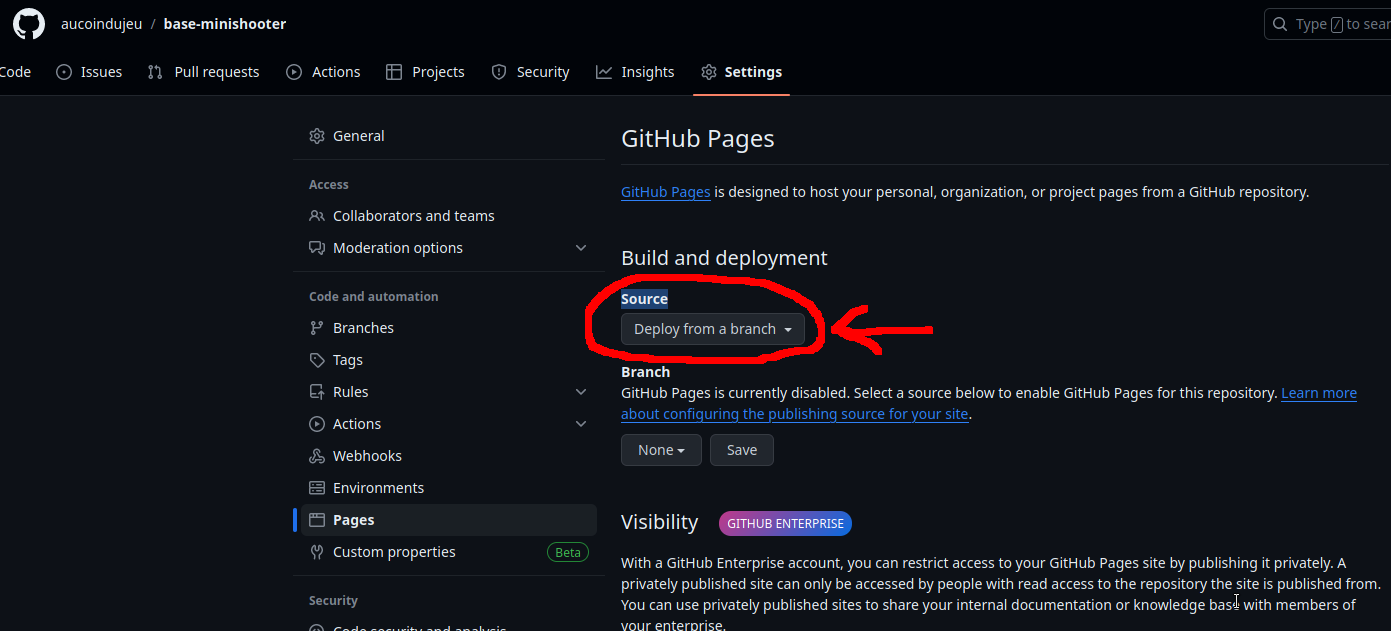 aucoindujeu / base-minishooter
Type / to sear
Code Issues Pull requests Actions Projects Security Insights Settings
General
Access
Collaborators and teams
Moderation options
Code and automation
Branches
Tags
Rules
Actions
Webhooks
Environments
Pages
Custom properties Beta
Security
Code security and analysis
GitHub Pages
GitHub Pages is designed to host your personal, organization, or project pages from a GitHub repository.
Build and deployment
Source
Deploy from a branch
Branch
GitHub Pages is currently disabled. Select a source below to enable GitHub Pages for this repository. Learn more
about configuring the publishing source for your site.
None Save
Visibility GITHUB ENTERPRISE
With a GitHub Enterprise account, you can restrict access to your GitHub Pages site by publishing it privately. A
privately published site can only be accessed by people with read access to the repository the site is published from.
You can use privately published sites to share your internal documentation or knowledge base with members of
your enterprise.